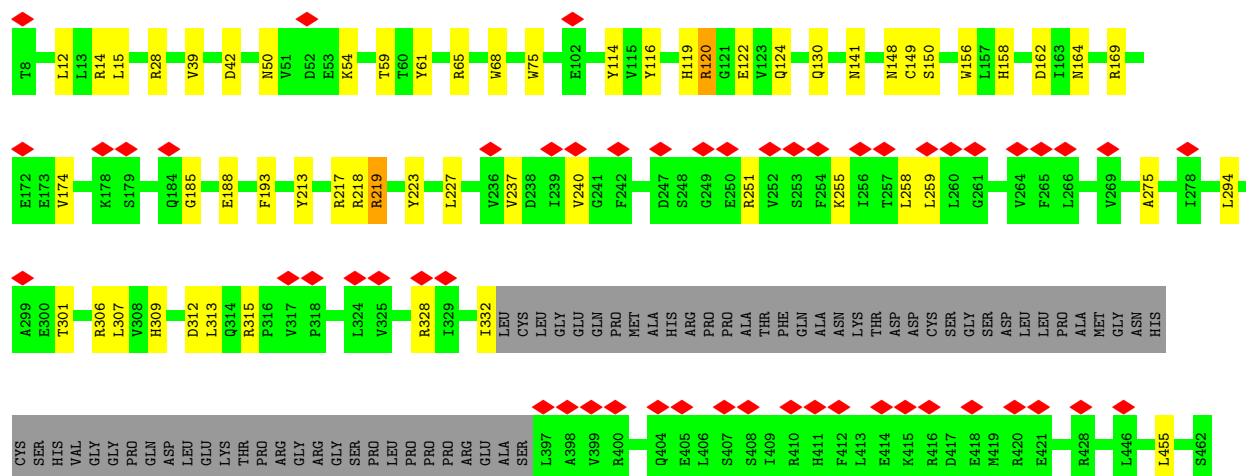 T8 L12 L13 R14 L15 R28 V39 D42 N50 V51 D52 E53 K54 T59 T60 Y61 R65 W68 W75 E102 Y114 V115 Y116 H119 R120 G121 E122 V123 Q124 Q130 N141 N148 C149 S150 W156 L157 H158 D162 I163 N164 R169
E172 E173 V174 K178 S179 Q184 G185 E188 F193 Y213 R217 R218 R219 Y223 L227 V236 V237 D238 I239 V240 G241 F242 D247 S248 G249 E250 R251 V252 S253 F254 K255 I256 T257 L258 L259 L260 G261 V264 F265 L266 V269 A275 I278 L294
A299 E300 T301 R306 L307 V308 H309 D312 L313 Q314 R315 P316 V317 P318 L324 V325 R328 I329 I332 LEU CYS LEU GLY GLU GLN PRO MET ALA HIS ARG PRO PRO ALA THR PHE GLN ALA ASN LYS THR ASP ASP CYS SER GLY SER ASP LEU LEU PRO ALA MET GLY ASN HIS
CYS SER HIS VAL GLY GLY PRO GLN ASP LEU GLU LYS THR PRO ARG GLY ARG GLY SER PRO LEU PRO PRO PRO ARG GLU ALA SER L397 A398 V399 R400 Q404 E405 L406 S407 S408 I409 R410 H411 F412 L413 E414 K415 R416 D417 E418 M419 R420 E421 R428 L446 L455 S462